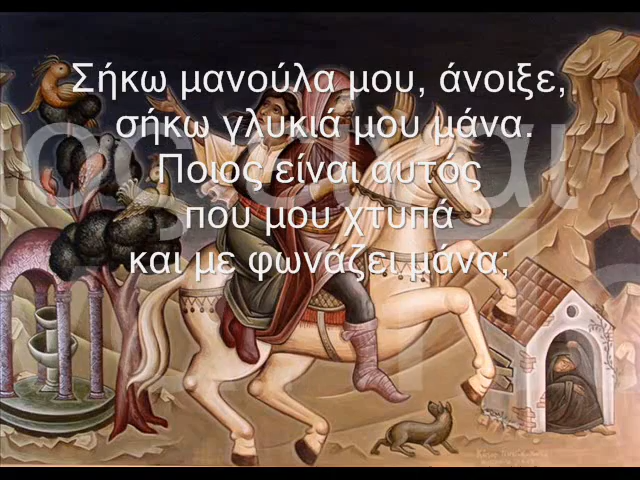 Σήκω μανούλα μου, άνοιξε,
σήκω γλυκιά μου μάνα.
Ποιος είναι αυτός
που μου χτυπά
και με φωνάζει μάνα;